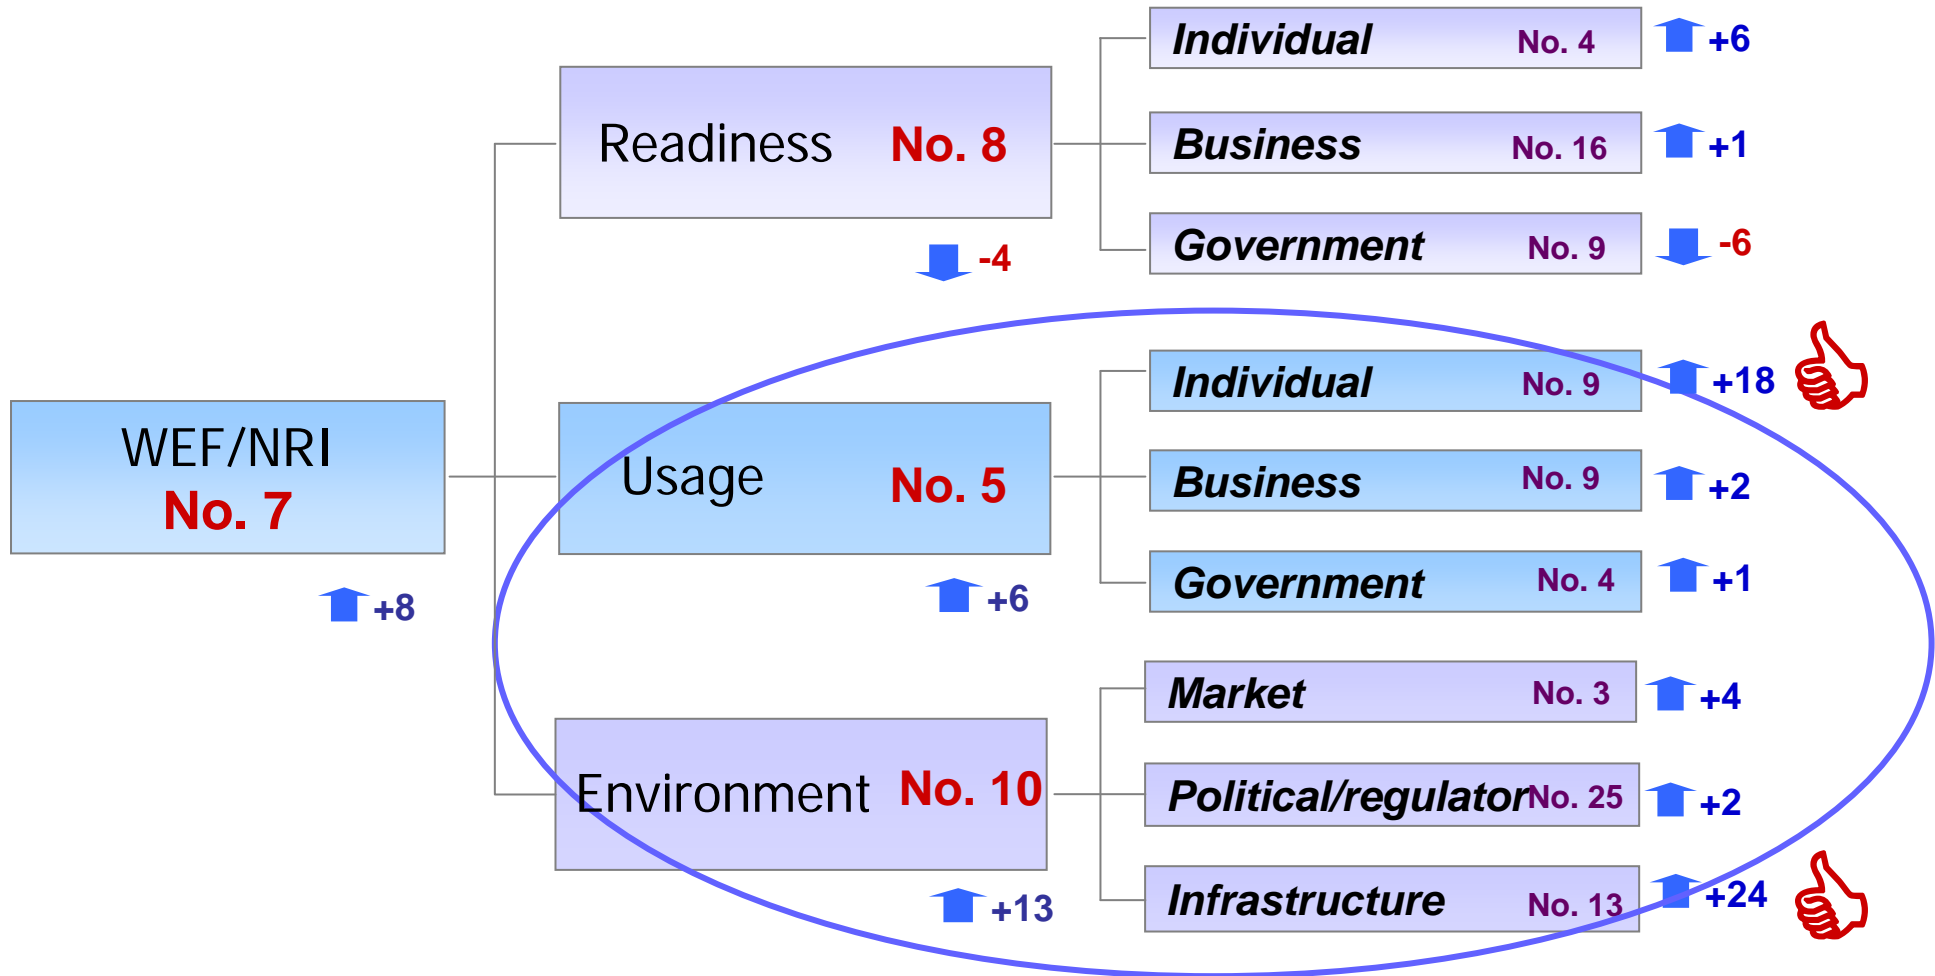 Individual No. 4 +6
Readiness No. 8
Business No. 16 +1
Government No. 9 -6
-4
Individual No. 9 +18
WEF/NRI
No. 7
Usage No. 5
Business No. 9 +2
Government No. 4 +1
+8
+6
Market No. 3 +4
Environment No. 10
Political/regulator No. 25 +2
Infrastructure No. 13 +24
+13